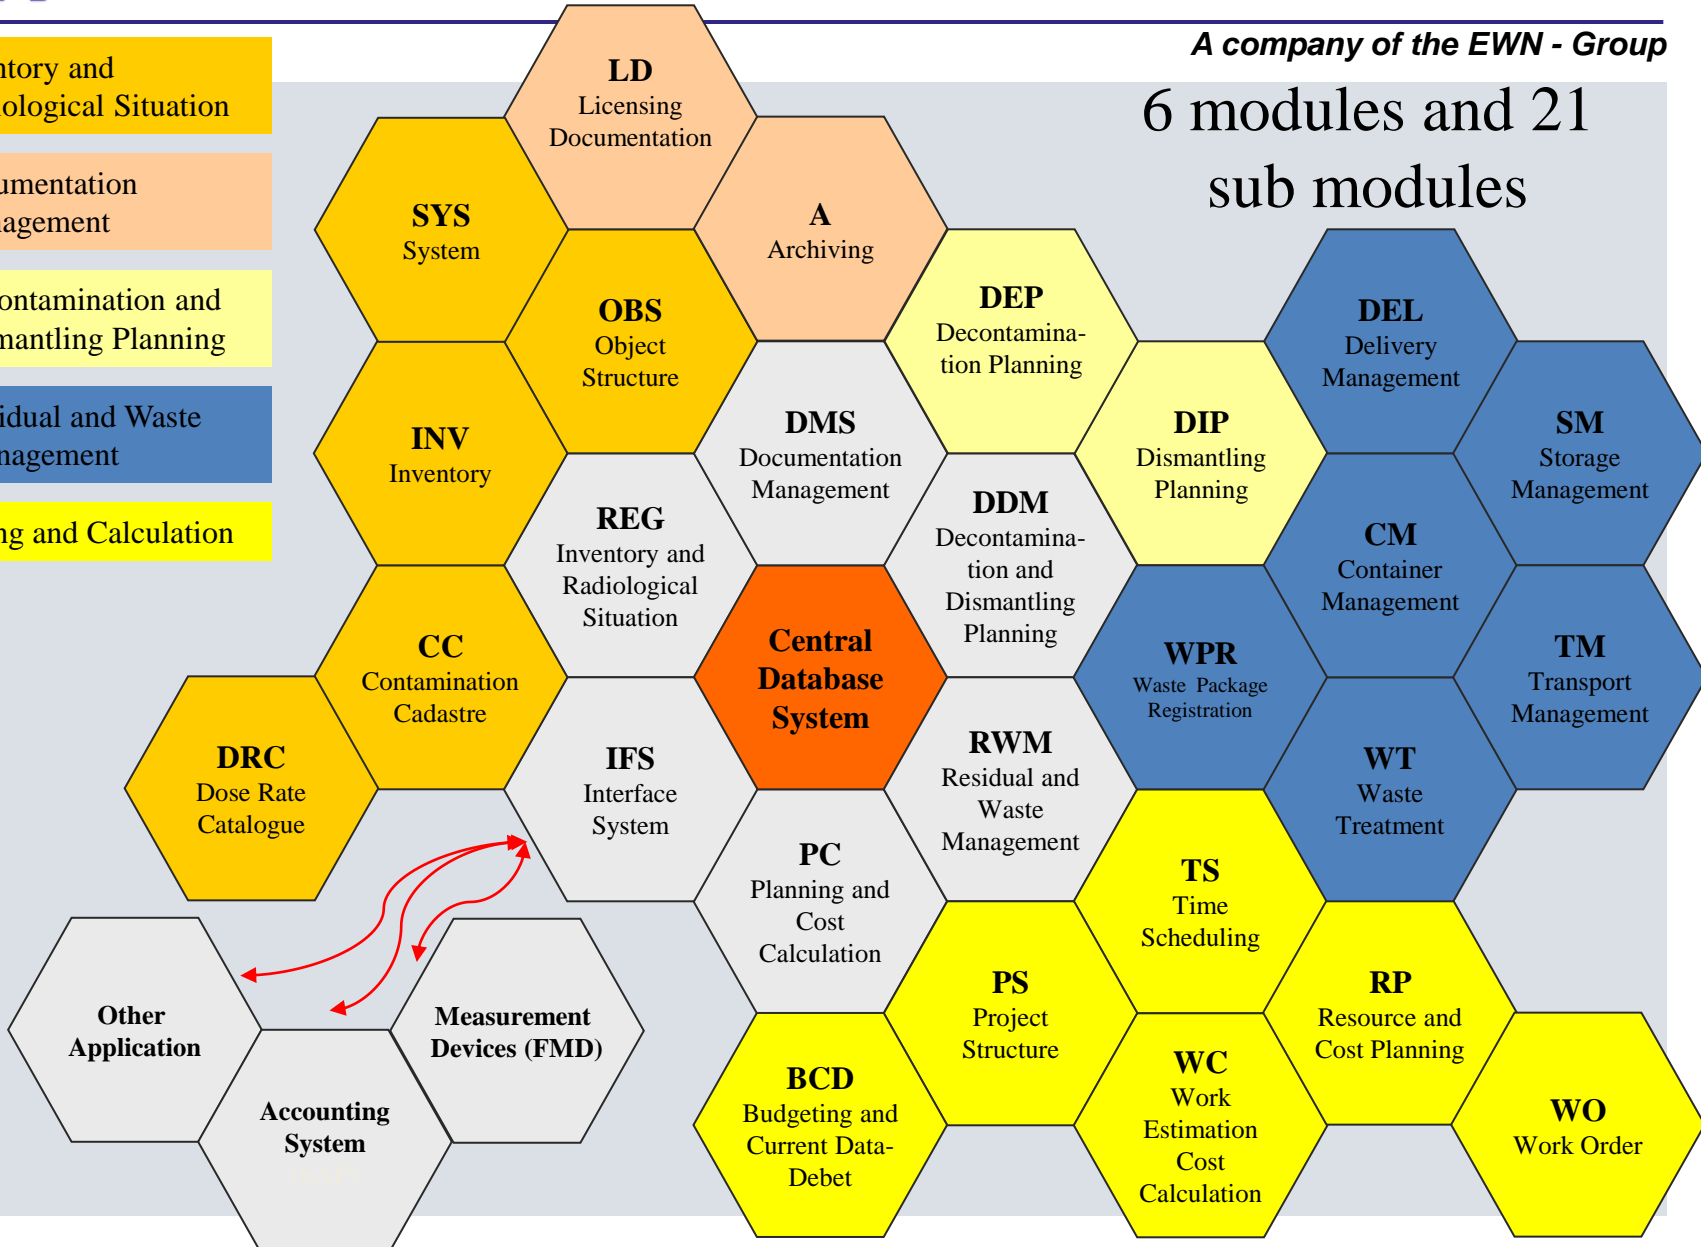 A company of the EWN - Group
6 modules and 21
sub modules
ntory and
iological Situation
umentation
nagement
ontamination and
mantling Planning
idual and Waste
nagement
ng and Calculation
LD
Licensing
Documentation
SYS
System
A
Archiving
OBS
Object
Structure
DEP
Decontamina-
tion Planning
DEL
Delivery
Management
INV
Inventory
DMS
Documentation
Management
DIP
Dismantling
Planning
SM
Storage
Management
REG
Inventory and
Radiological
Situation
DDM
Decontamina-
tion and
Dismantling
Planning
CM
Container
Management
CC
Contamination
Cadastre
Central
Database
System
WPR
Waste Package
Registration
TM
Transport
Management
DRC
Dose Rate
Catalogue
IFS
Interface
System
RWM
Residual and
Waste
Management
WT
Waste
Treatment
PC
Planning and
Cost
Calculation
TS
Time
Scheduling
Other
Application
Measurement
Devices (FMD)
PS
Project
Structure
RP
Resource and
Cost Planning
Accounting
System
BCD
Budgeting and
Current Data-
Debet
WC
Work
Estimation
Cost
Calculation
WO
Work Order